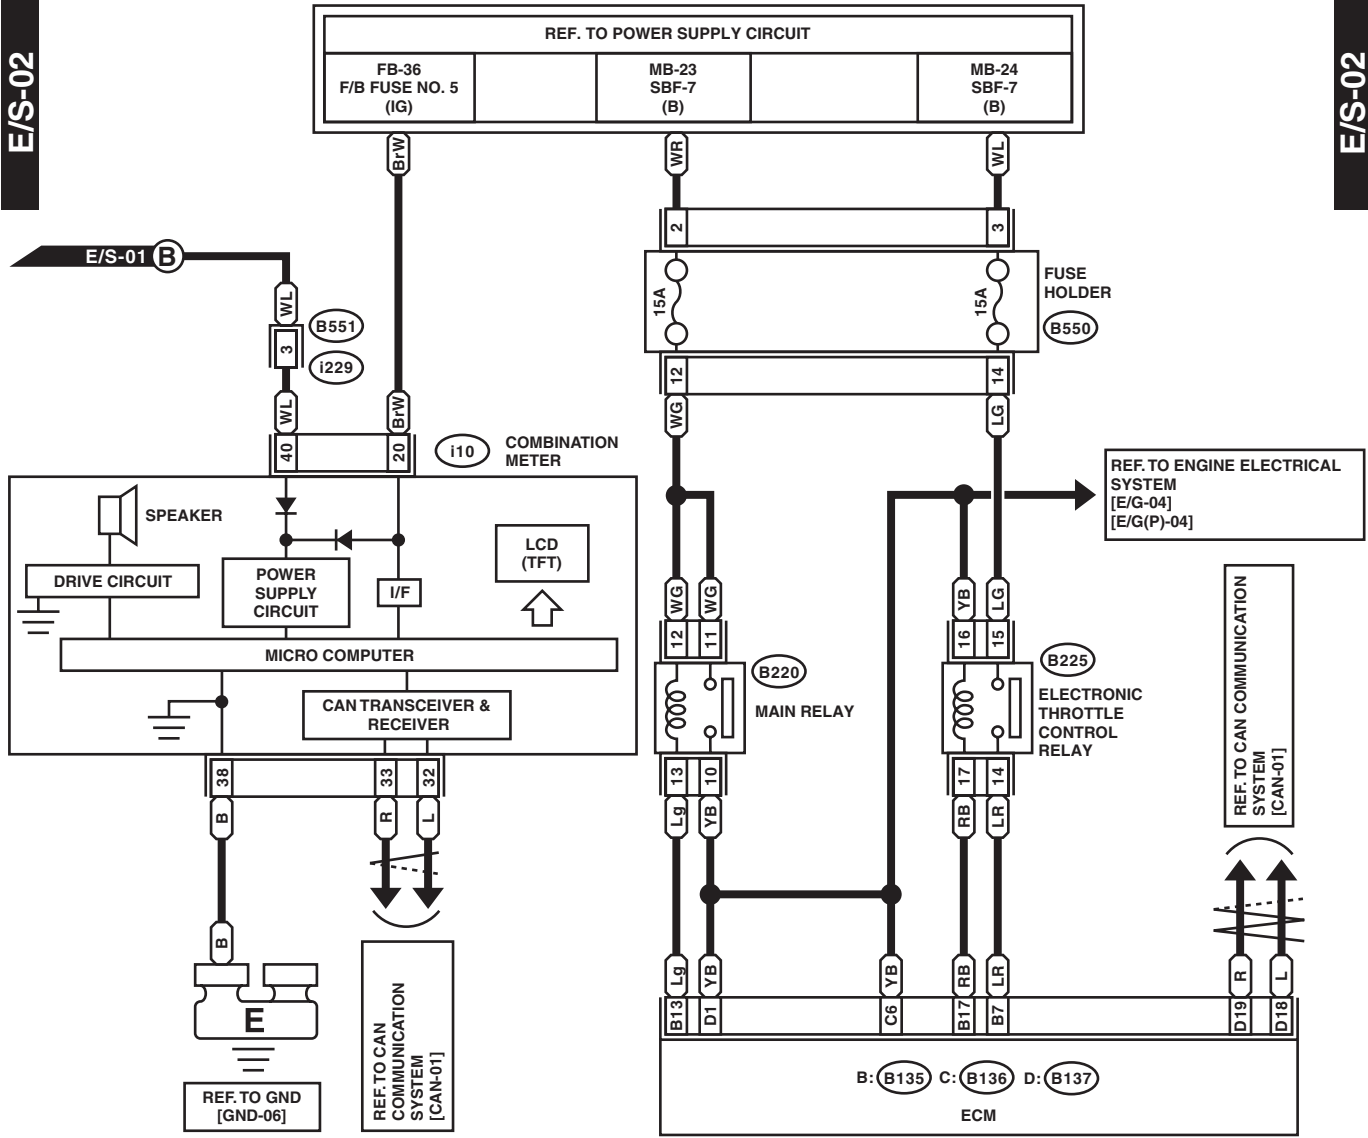 E/S-02
E/S-02
REF. TO POWER SUPPLY CIRCUIT
FB-36
F/B FUSE NO. 5
(IG)
MB-23
SBF-7
(B)
MB-24
SBF-7
(B)
BrW
WR
WL
2
3
E/S-01 B
WL
B551
3
i229
WL
BrW
15A
15A
FUSE
HOLDER
B550
12
14
WG
LG
40
20
i10
COMBINATION
METER
SPEAKER
DRIVE CIRCUIT
POWER
SUPPLY
CIRCUIT
I/F
LCD
(TFT)
MICRO COMPUTER
CAN TRANSCEIVER &
RECEIVER
REF. TO ENGINE ELECTRICAL
SYSTEM
[E/G-04]
[E/G(P)-04]
WG
WG
YB
LG
12
11
16
15
B220
MAIN RELAY
B225
ELECTRONIC
THROTTLE
CONTROL
RELAY
REF. TO CAN COMMUNICATION
SYSTEM
[CAN-01]
38
33
32
13
10
17
14
B
R
L
Lg
YB
RB
LR
B
E
REF. TO GND
[GND-06]
REF. TO CAN
COMMUNICATION
SYSTEM
[CAN-01]
Lg
YB
YB
RB
LR
R
L
B13
D1
C6
B17
B7
D19
D18
B: B135 C: B136 D: B137
ECM